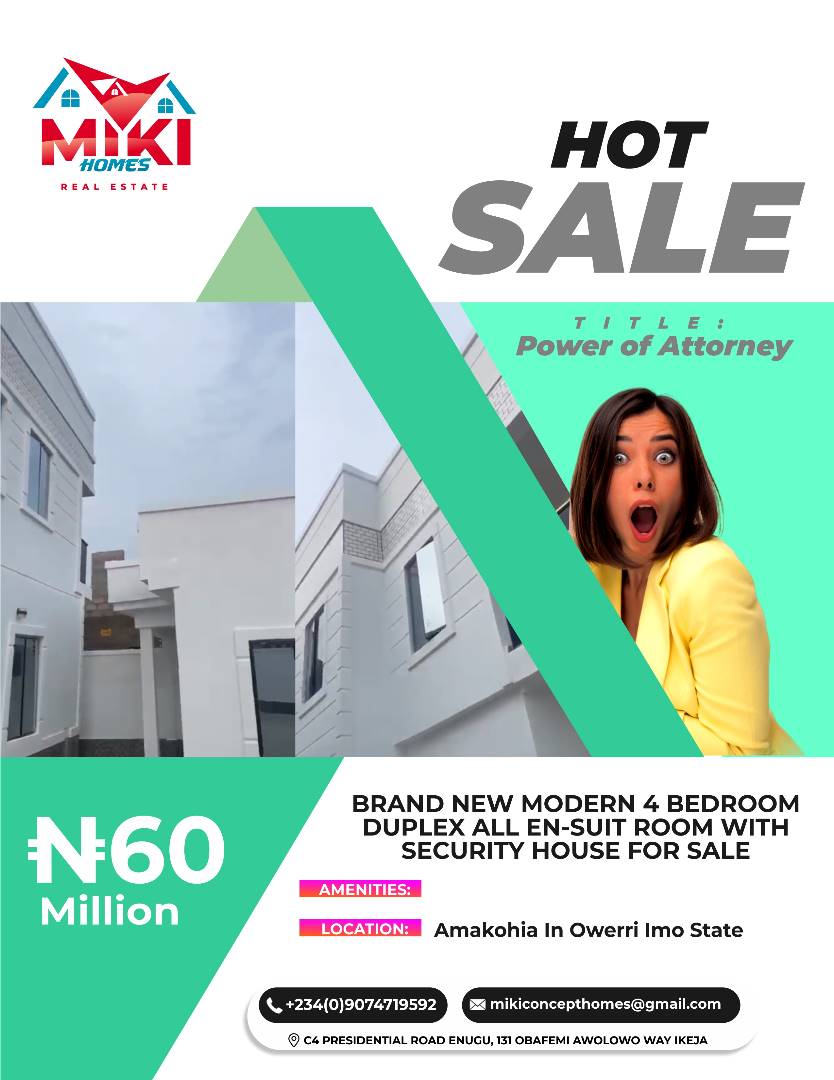 MIKI
HOMES
REAL ESTATE
HOT
SALE
TITLE:
Power of Attorney
₦60
Million
BRAND NEW MODERN 4 BEDROOM
DUPLEX ALL EN-SUIT ROOM WITH
SECURITY HOUSE FOR SALE
AMENITIES:
LOCATION: Amakohia In Owerri Imo State
+234(0)9074719592 mikiconcepthomes@gmail.com
C4 PRESIDENTIAL ROAD ENUGU, 131 OBAFEMI AWOLOWO WAY IKEJA